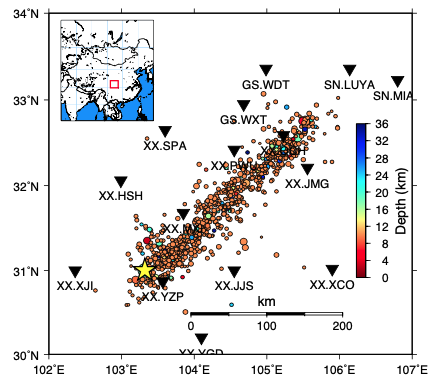 34°N
GS.WDT
SN.LUYA
SN.MIA
33°N
GS.WXT
36
32
28
24
20
16
12
8
4
0
Depth (km)
XX.SPA
XX.JMG
XX.HSH
32°N
31°N
XX.XJI
XX.YZP
XX.JJS
XX.XCO
km
0
100
200
XX.YGD
30°N
102°E
103°E
104°E
105°E
106°E
107°E